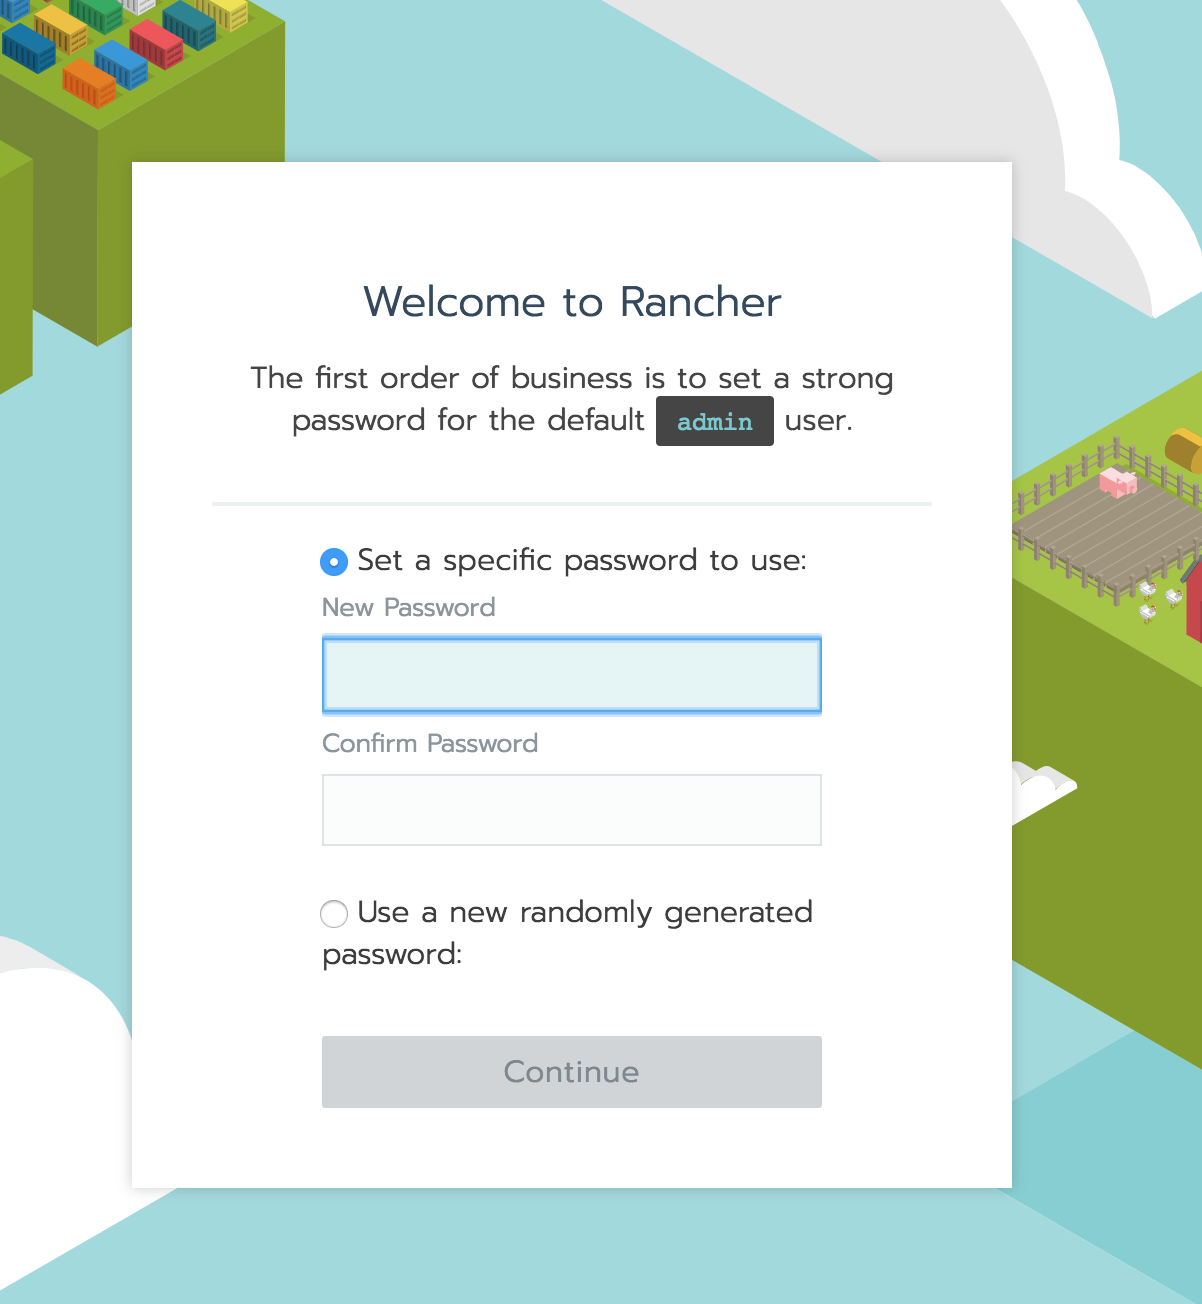 Welcome to Rancher
The first order of business is to set a strong
password for the default admin user.
Set a specific password to use:
New Password
Confirm Password
Use a new randomly generated
password:
Continue